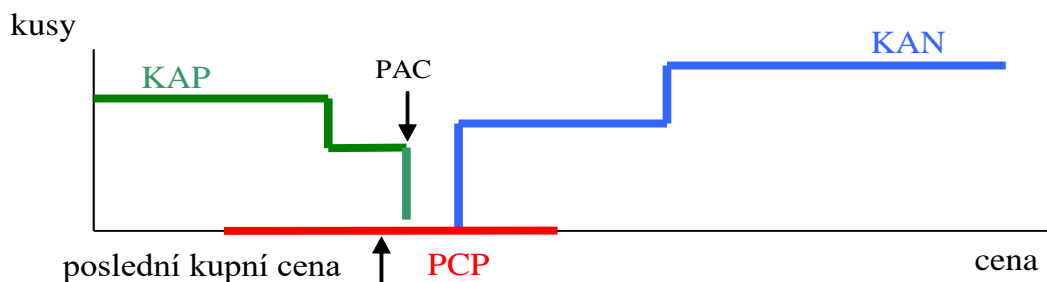 kusy
KAN
KAP
PAC
poslední kupní cena
PCP
cena